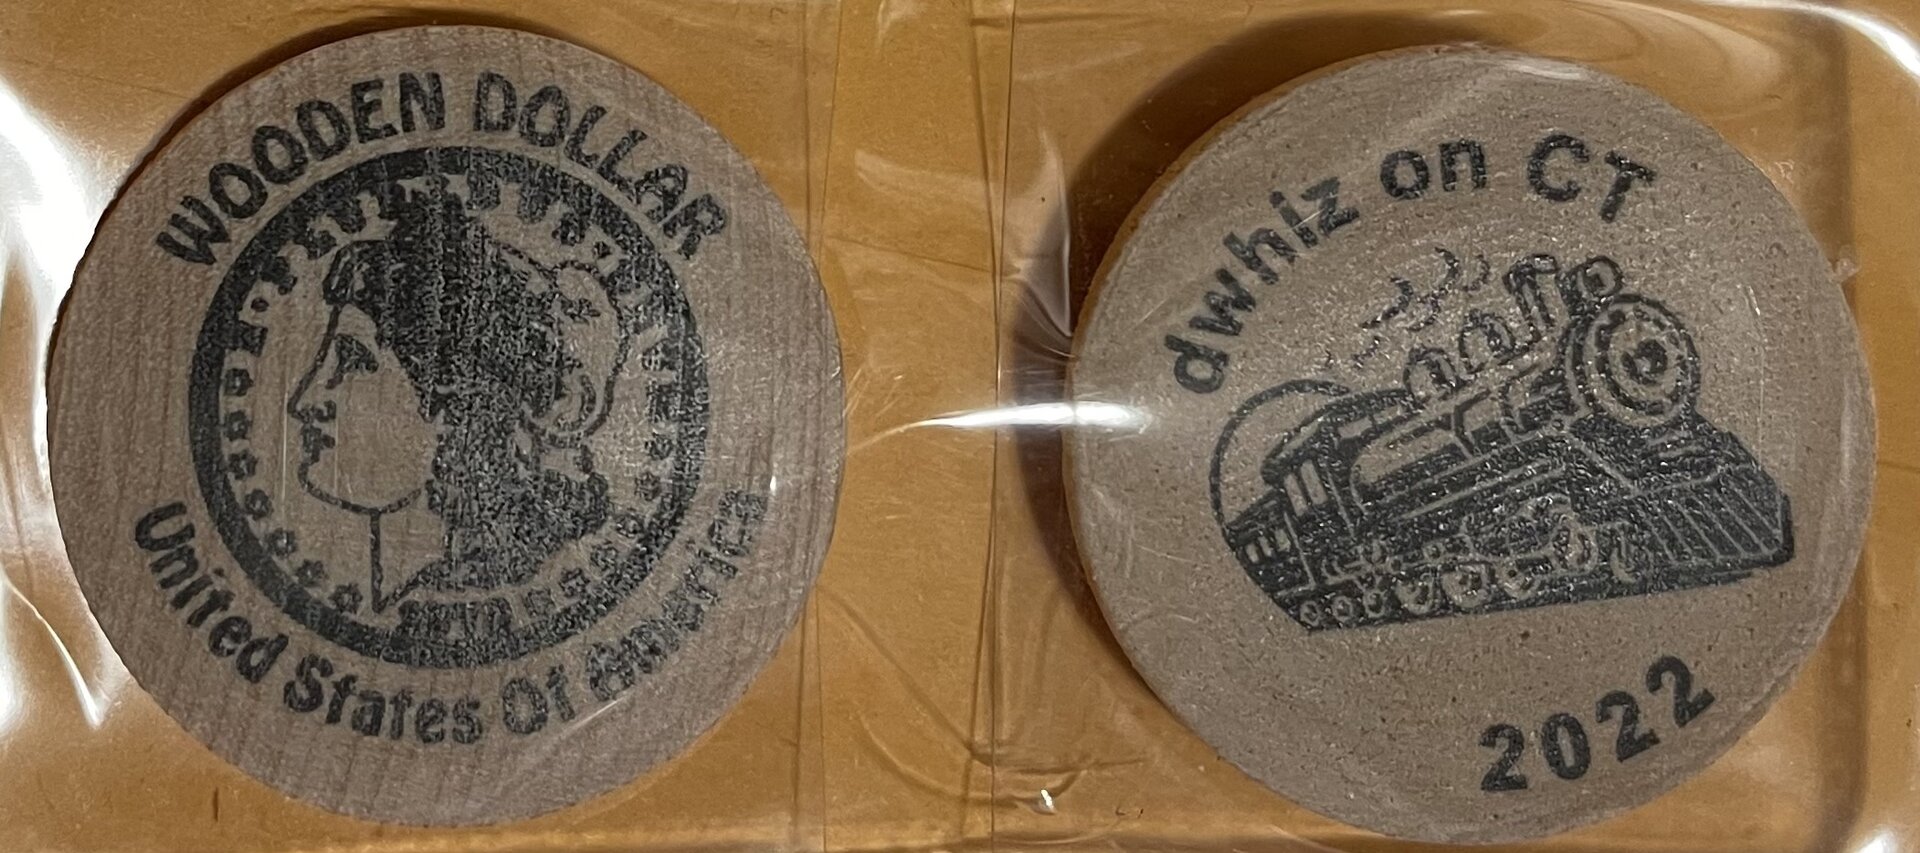 WOODEN DOLLAR
United States Of America
dwhiz on CT
2022